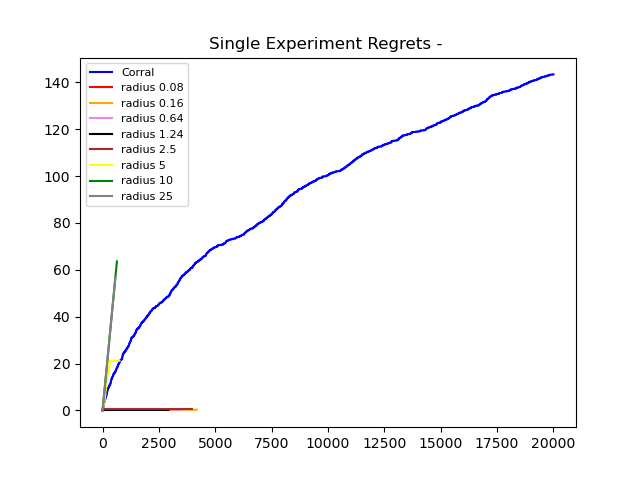 Single Experiment Regrets -
Corral
radius 0.08
radius 0.16
radius 0.64
radius 1.24
radius 2.5
radius 5
radius 10
radius 25
140
120
100
80
60
40
20
0
0 2500 5000 7500 10000 12500 15000 17500 20000